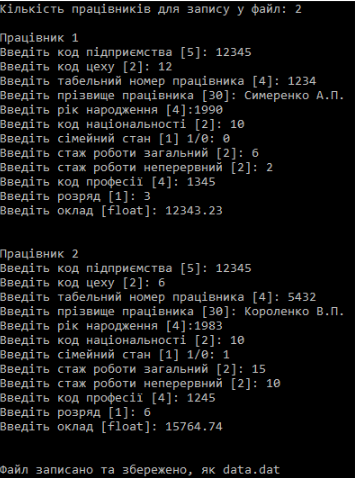 Кількість працівників для запису у файл: 2
Працівник 1
Введіть код підприємства [5]: 12345
Введіть код цеху [2]: 12
Введіть табельний номер працівника [4]: 1234
Введіть прізвище працівника [30]: Симеренко А.П.
Введіть рік народження [4]:1990
Введіть код національності [2]: 10
Введіть сімейний стан [1] 1/0: 0
Введіть стаж роботи загальний [2]: 6
Введіть стаж роботи неперервний [2]: 2
Введіть код професії [4]: 1345
Введіть розряд [1]: 3
Введіть оклад [float]: 12343.23
Працівник 2
Введіть код підприємства [5]: 12345
Введіть код цеху [2]: 6
Введіть табельний номер працівника [4]: 5432
Введіть прізвище працівника [30]: Короленко В.П.
Введіть рік народження [4]:1983
Введіть код національності [2]: 10
Введіть сімейний стан [1] 1/0: 1
Введіть стаж роботи загальний [2]: 15
Введіть стаж роботи неперервний [2]: 10
Введіть код професії [4]: 1245
Введіть розряд [1]: 6
Введіть оклад [float]: 15764.74
Файл записано та збережено, як data.dat